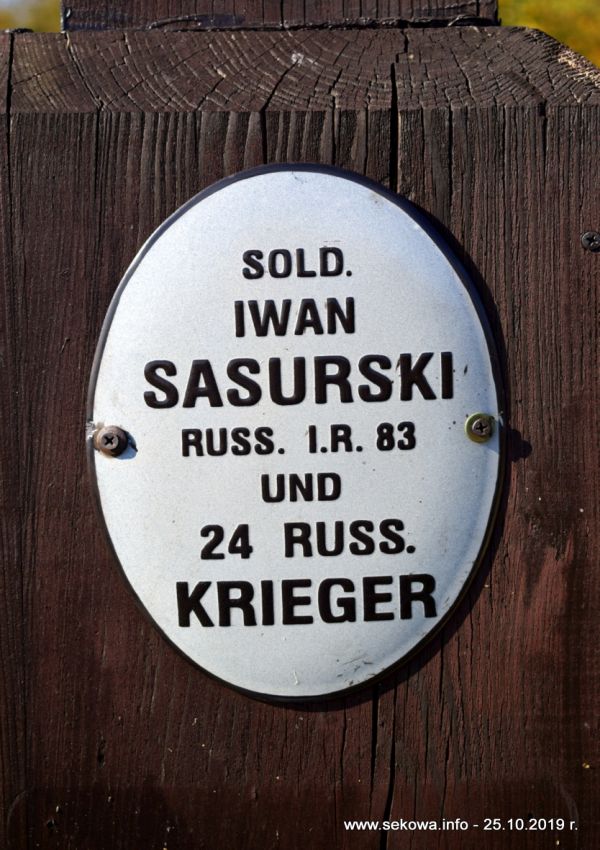 SOLD.
IWAN
SASURSKI
RUSS. I.R. 83
UND
24 RUSS.
KRIEGER
www.sekowa.info - 25.10.2019 r.